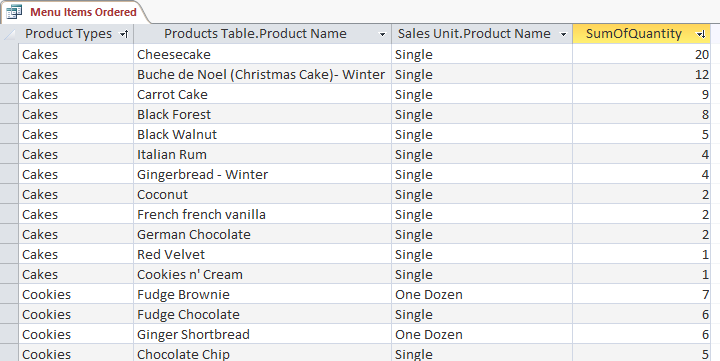 Menu Items Ordered
Product Types Products Table.Product Name Sales Unit.Product Name SumOfQuantity
Cakes Cheesecake Single 20
Cakes Buche de Noel (Christmas Cake)- Winter Single 12
Cakes Carrot Cake Single 9
Cakes Black Forest Single 8
Cakes Black Walnut Single 5
Cakes Italian Rum Single 4
Cakes Gingerbread - Winter Single 4
Cakes Coconut Single 2
Cakes French french vanilla Single 2
Cakes German Chocolate Single 2
Cakes Red Velvet Single 1
Cakes Cookies n' Cream Single 1
Cookies Fudge Brownie One Dozen 7
Cookies Fudge Chocolate Single 6
Cookies Ginger Shortbread One Dozen 6
Cookies Chocolate Chip Single 5